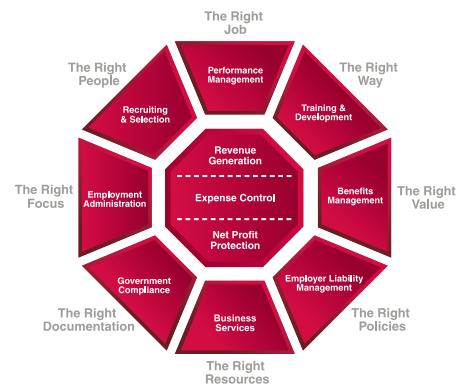 The Right
Job
The Right
People
The Right
Way
Performance
Management
Recruiting
& Selection
Training &
Development
Revenue
Generation
Expense Control
Net Profit
Protection
The Right
Focus
Employment
Administration
Benefits
Management
The Right
Value
Government
Compliance
Employer Liability
Management
Business
Services
The Right
Documentation
The Right
Policies
The Right
Resources